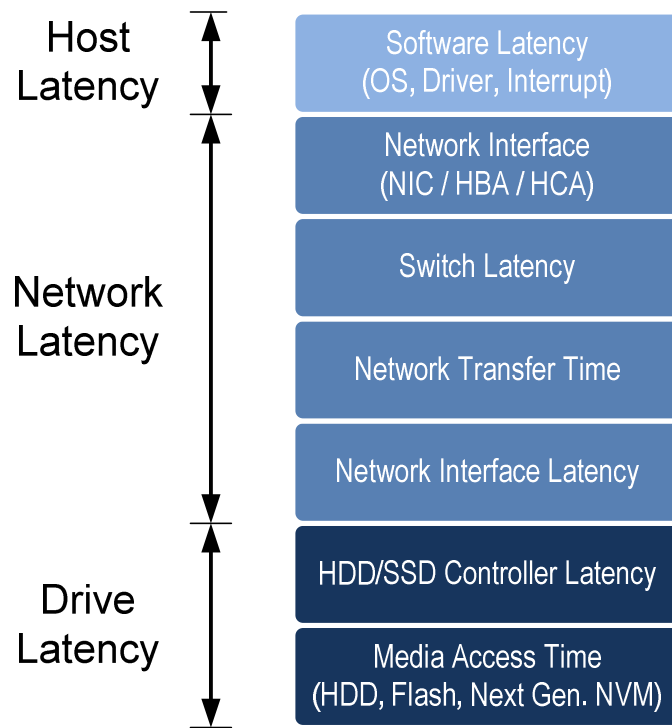 Host
Latency
Software Latency
(OS, Driver, Interrupt)
Network
Latency
Network Interface
(NIC / HBA / HCA)
Switch Latency
Network Transfer Time
Network Interface Latency
Drive
Latency
HDD/SSD Controller Latency
Media Access Time
(HDD, Flash, Next Gen. NVM)